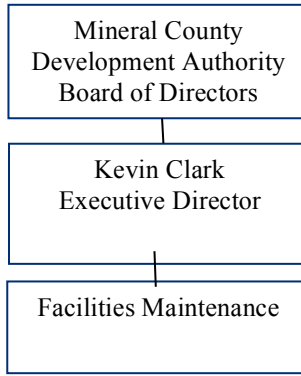 Mineral County
Development Authority
Board of Directors
Kevin Clark
Executive Director
Facilities Maintenance